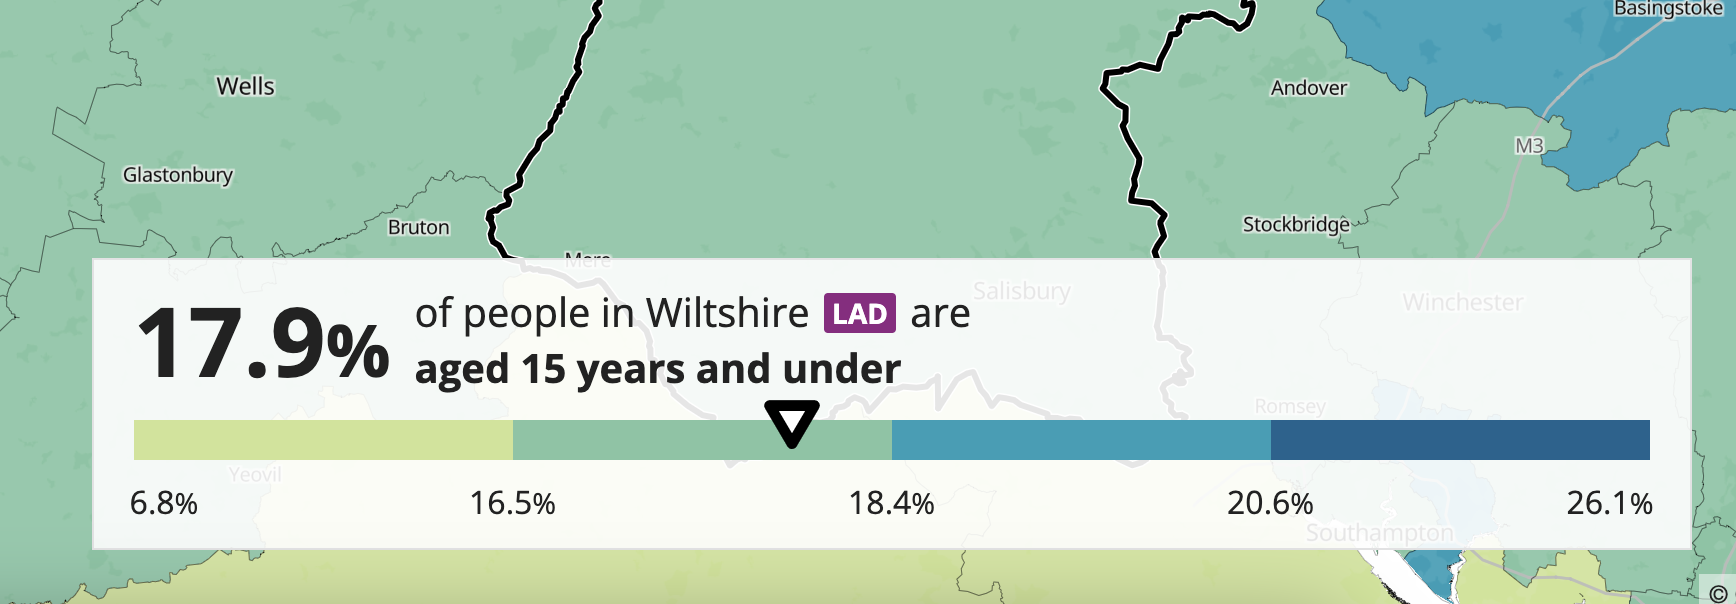 Basingstoke
Wells
Andover
M3
Glastonbury
Bruton
Stockbridge
Mere
Salisbury
Winchester
17.9%
of people in Wiltshire LAD are
aged 15 years and under
Romsey
Yeovil
6.8% 16.5% 18.4% 20.6% 26.1%
Southampton
©